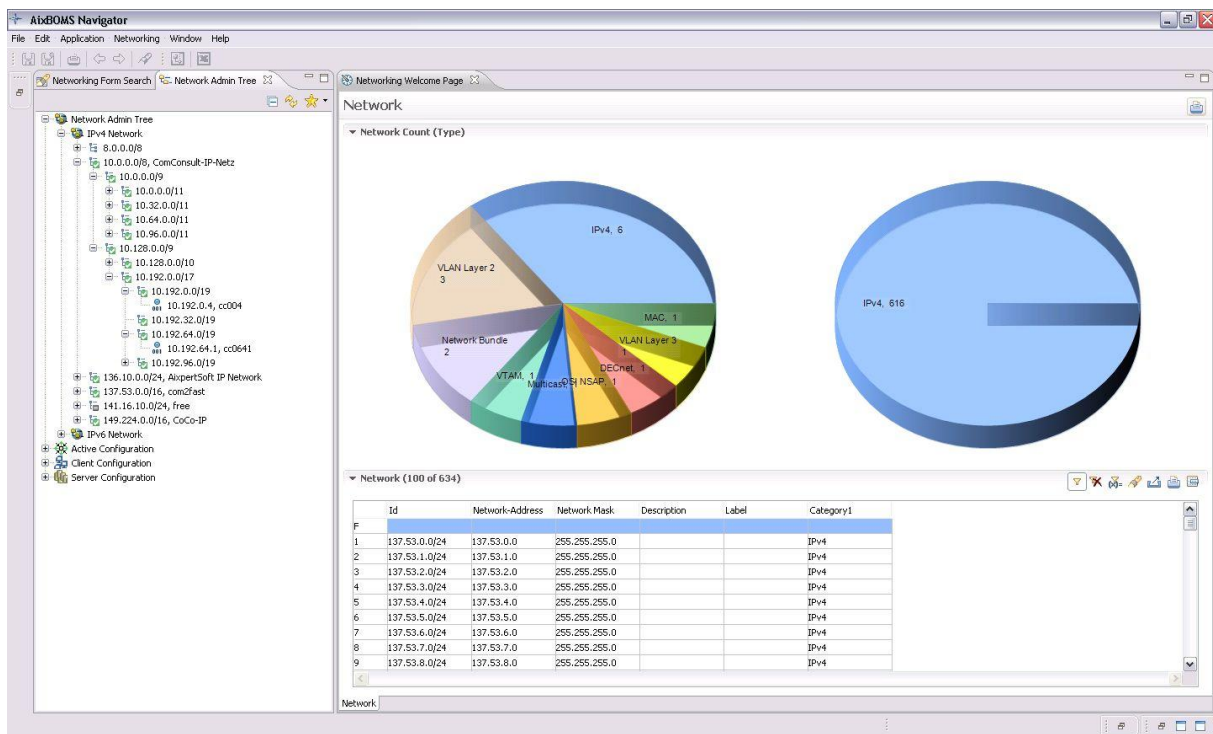 AixBOMS Navigator
File Edit Application Networking Window Help
Networking Form Search
Network Admin Tree
Network Admin Tree
IPv4 Network
8.0.0.0/8
10.0.0.0/8, ComConsult-IP-Netz
10.0.0.0/9
10.0.0.0/11
10.32.0.0/11
10.64.0.0/11
10.96.0.0/11
10.128.0.0/9
10.128.0.0/10
10.192.0.0/17
10.192.0.0/19
10.192.0.4, cc004
10.192.32.0/19
10.192.64.0/19
10.192.64.1, cc0641
10.192.96.0/19
136.10.0.0/24, AixpertSoft IP Network
137.53.0.0/16, com2fast
141.16.10.0/24, free
149.224.0.0/16, CoCo-IP
IPv6 Network
Active Configuration
Client Configuration
Server Configuration
Networking Welcome Page
Network
Network Count (Type)
IPv4, 6
VLAN Layer 2
3
Network Bundle
2
VTAM, 1
Multicast,
OSI NSAP, 1
DECnet, 1
VLAN Layer 3
1
MAC, 1
IPv4, 616
Network (100 of 634)
Id Network-Address Network Mask Description Label Category1
F
1 137.53.0.0/24 137.53.0.0 255.255.255.0 IPv4
2 137.53.1.0/24 137.53.1.0 255.255.255.0 IPv4
3 137.53.2.0/24 137.53.2.0 255.255.255.0 IPv4
4 137.53.3.0/24 137.53.3.0 255.255.255.0 IPv4
5 137.53.4.0/24 137.53.4.0 255.255.255.0 IPv4
6 137.53.5.0/24 137.53.5.0 255.255.255.0 IPv4
7 137.53.6.0/24 137.53.6.0 255.255.255.0 IPv4
8 137.53.7.0/24 137.53.7.0 255.255.255.0 IPv4
9 137.53.8.0/24 137.53.8.0 255.255.255.0 IPv4
Network